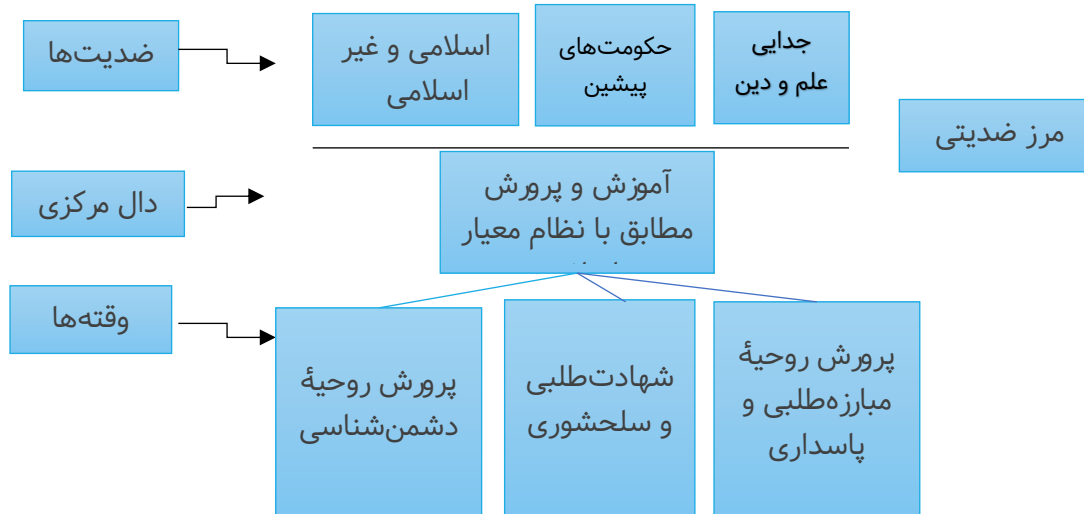 ضدیت‌ها
اسلامی و غیر
اسلامی
حکومت‌های
پیشین
جدایی
علم و دین
مرز ضدیتی
دال مرکزی
آموزش و پرورش
مطابق با نظام معیار
وقته‌ها
پرورش روحیهٔ
دشمن‌شناسی
شهادت‌طلبی
و سلحشوری
پرورش روحیهٔ
مبارزه‌طلبی و
پاسداری